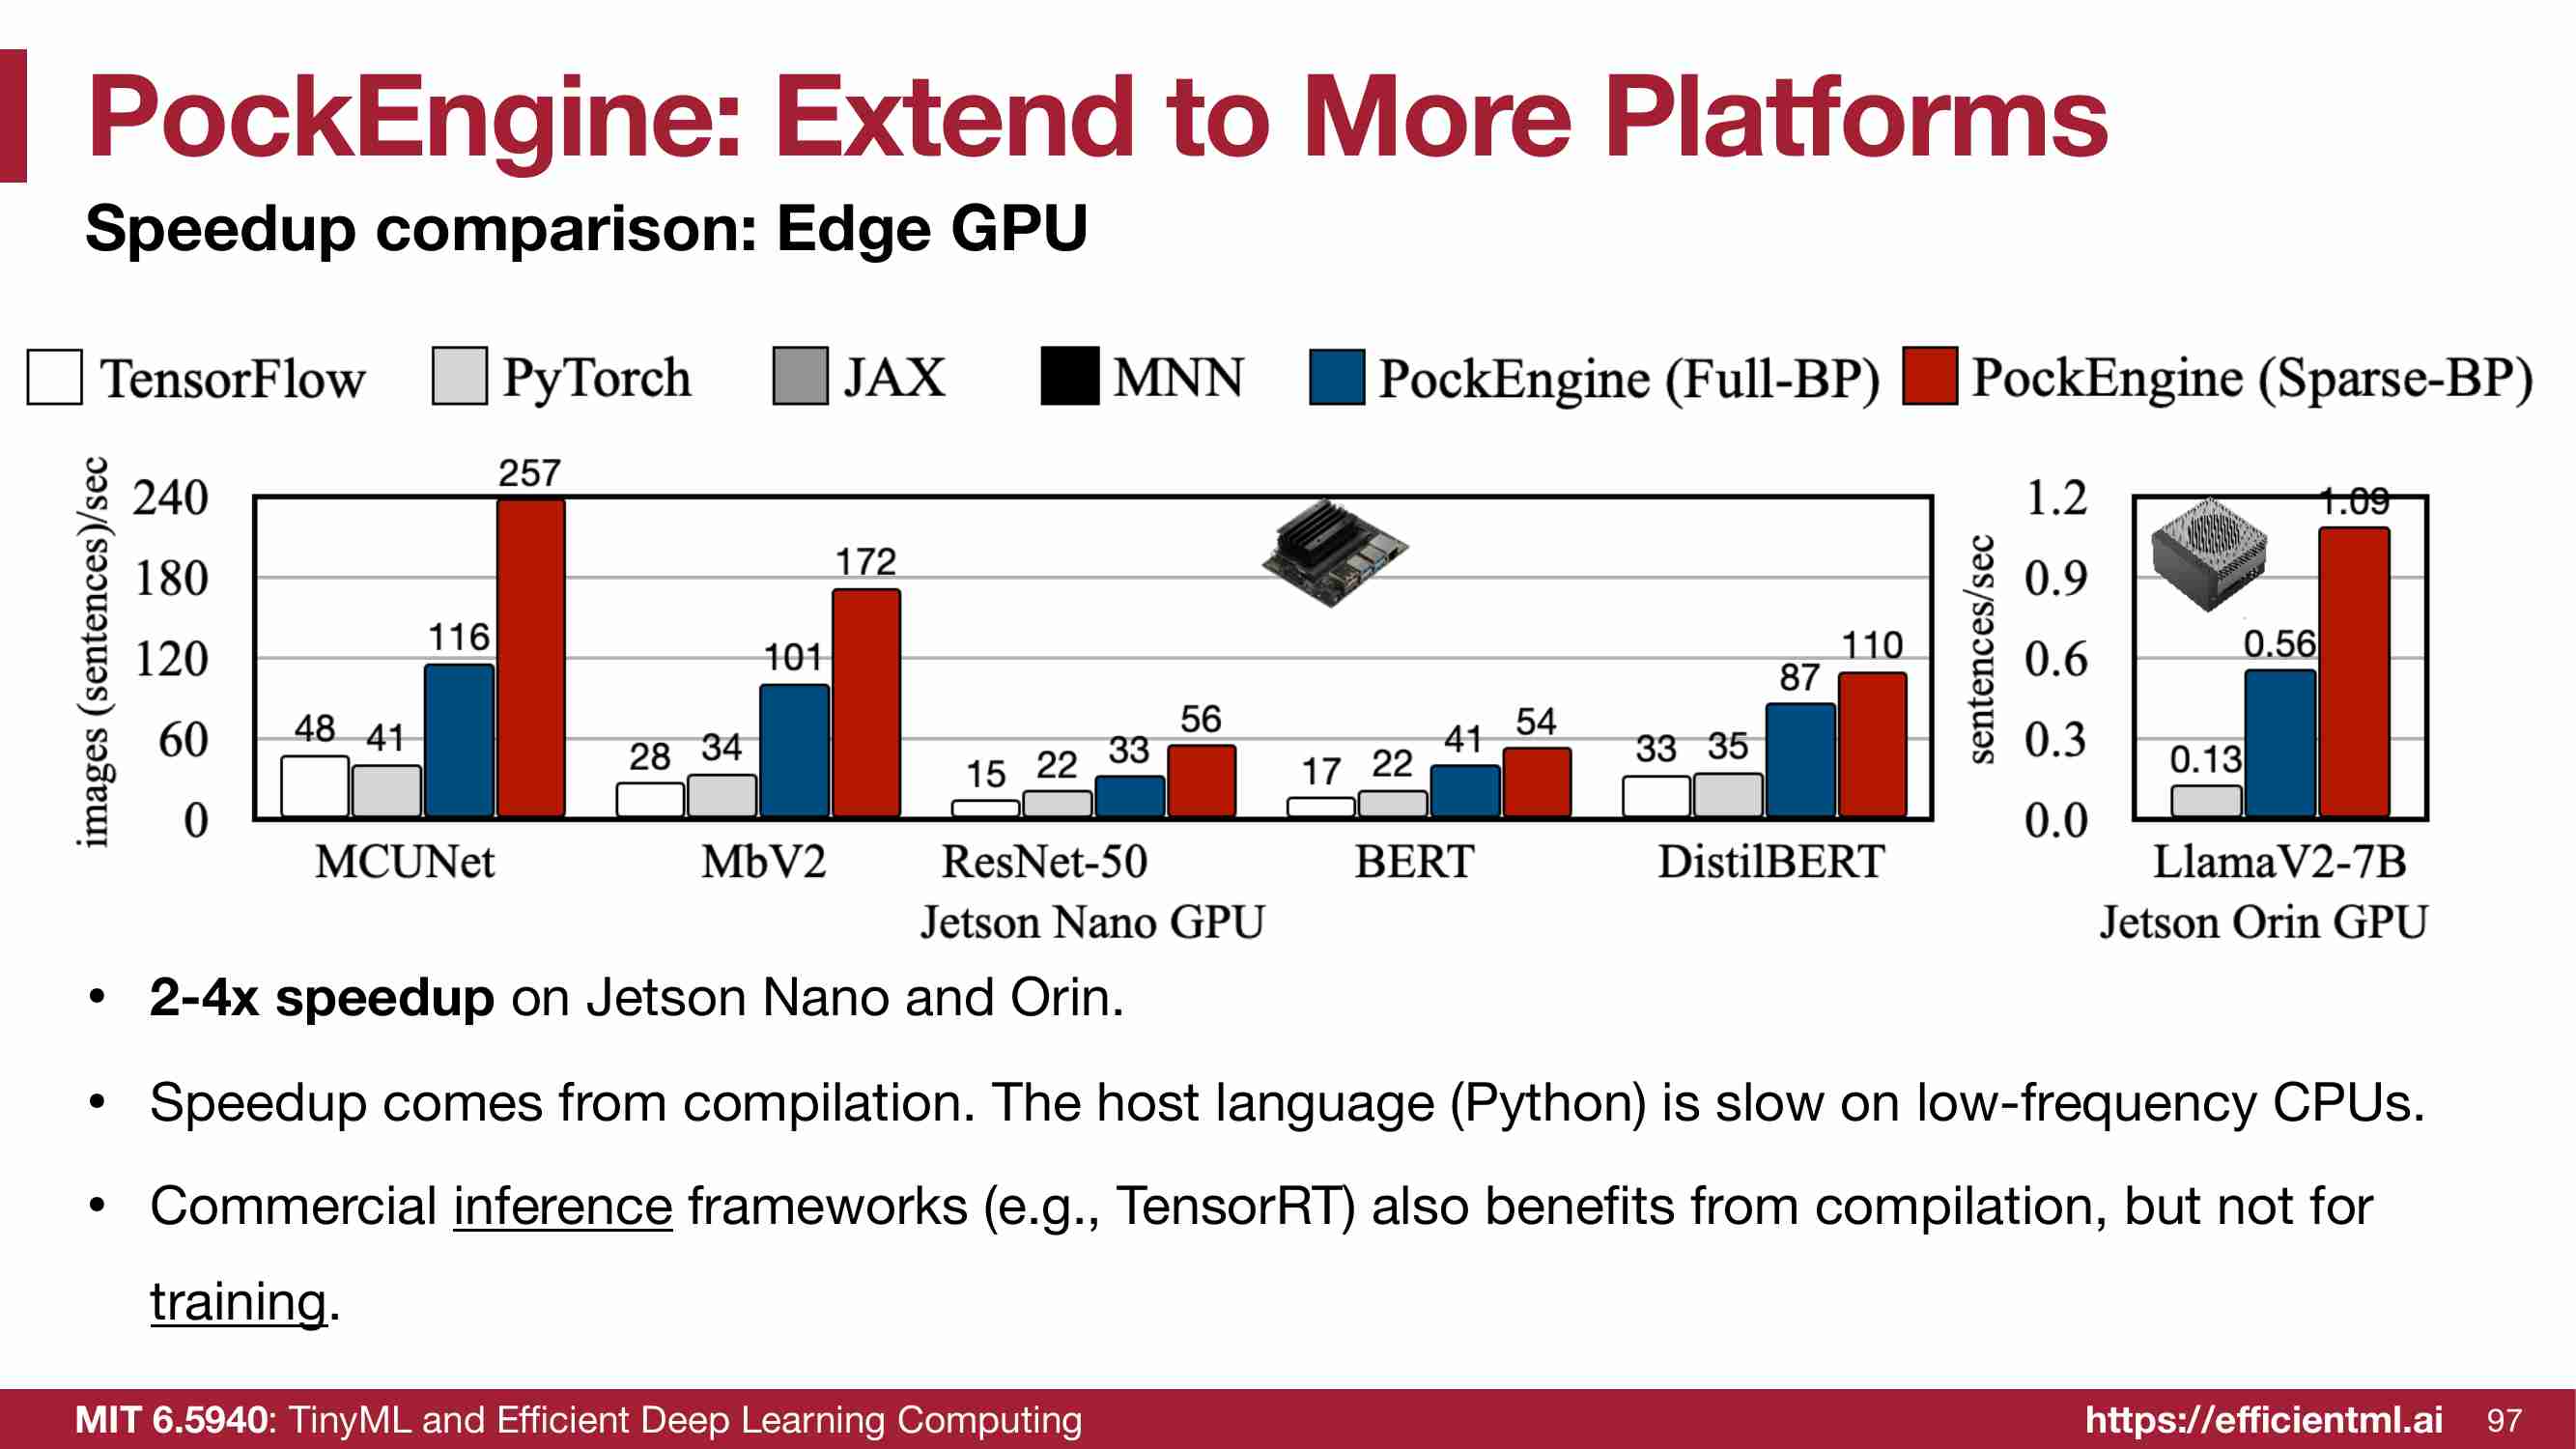 PockEngine: Extend to More Platforms
Speedup comparison: Edge GPU
TensorFlow PyTorch JAX MNN PockEngine (Full-BP) PockEngine (Sparse-BP)
images (sentences)/sec
240
180
120
60
0
48 41 116 257
28 34 101 172
15 22 33 56
17 22 41 54
33 35 87 110
MCUNet MbV2 ResNet-50 BERT DistilBERT
Jetson Nano GPU
sentences/sec
1.2
0.9
0.6
0.3
0.0
0.13 0.56 1.09
LlamaV2-7B
Jetson Orin GPU
• 2-4x speedup on Jetson Nano and Orin.
• Speedup comes from compilation. The host language (Python) is slow on low-frequency CPUs.
• Commercial inference frameworks (e.g., TensorRT) also benefits from compilation, but not for
training.
MIT 6.5940: TinyML and Efficient Deep Learning Computing
https://efficientml.ai 97